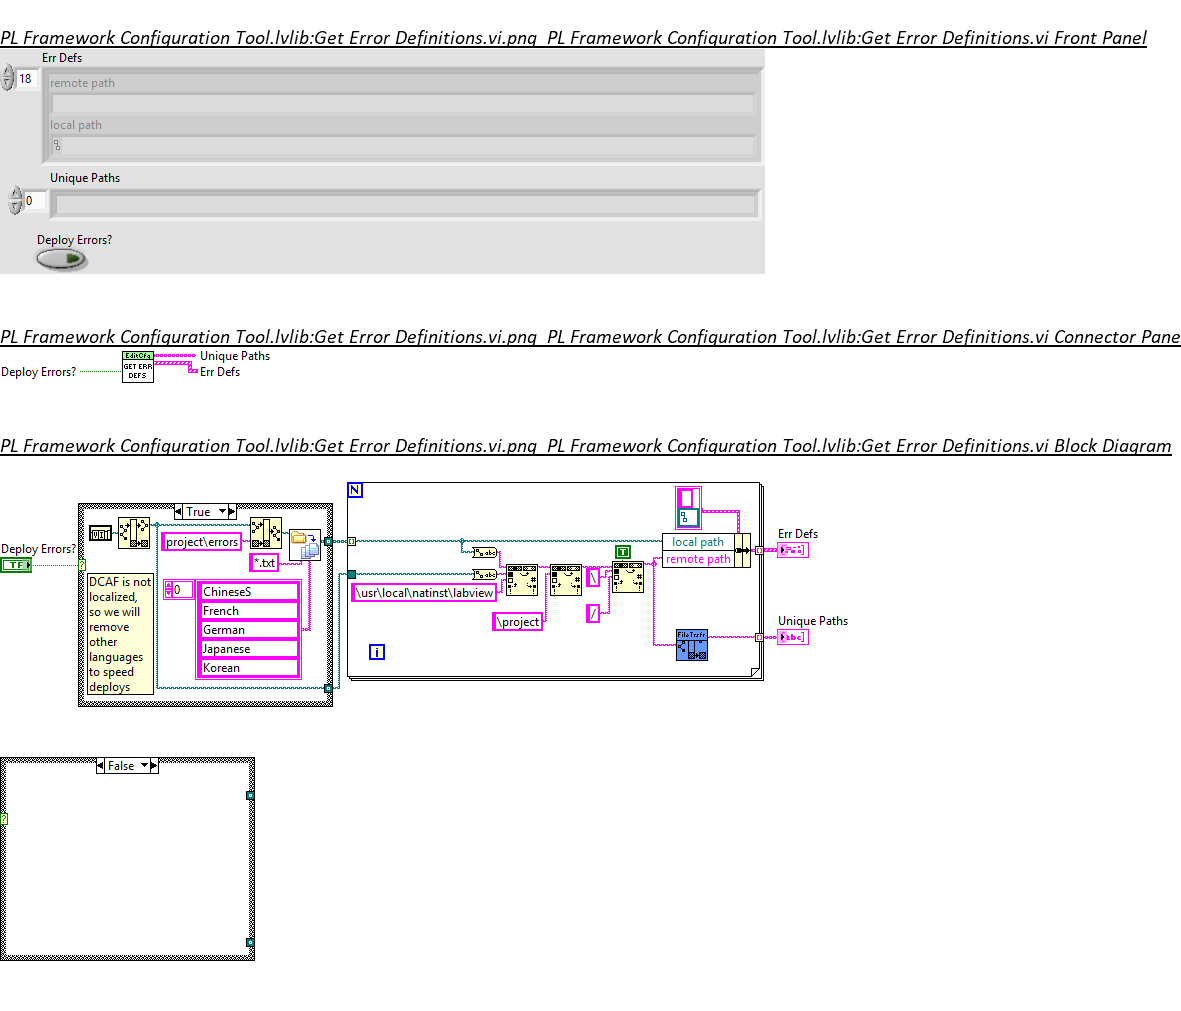 PL Framework Configuration Tool.lvlib:Get Error Definitions.vi.png PL Framework Configuration Tool.lvlib:Get Error Definitions.vi Front Panel
Err Defs
18
remote path
local path
Unique Paths
0
Deploy Errors?
PL Framework Configuration Tool.lvlib:Get Error Definitions.vi.png PL Framework Configuration Tool.lvlib:Get Error Definitions.vi Connector Pane
EditCfg
GET ERR
DEFS
Unique Paths
Deploy Errors?
Err Defs
PL Framework Configuration Tool.lvlib:Get Error Definitions.vi.png PL Framework Configuration Tool.lvlib:Get Error Definitions.vi Block Diagram
N
True
Deploy Errors?
TF
?
VI
project\errors
*.txt
DCAF is not
localized,
so we will
remove
other
languages
to speed
deploys
0
ChineseS
French
German
Japanese
Korean
abc
abc
\usr\local\natinst\labview
\project
T
\
/
i
local path
remote path
Err Defs
Unique Paths
abc
False
?